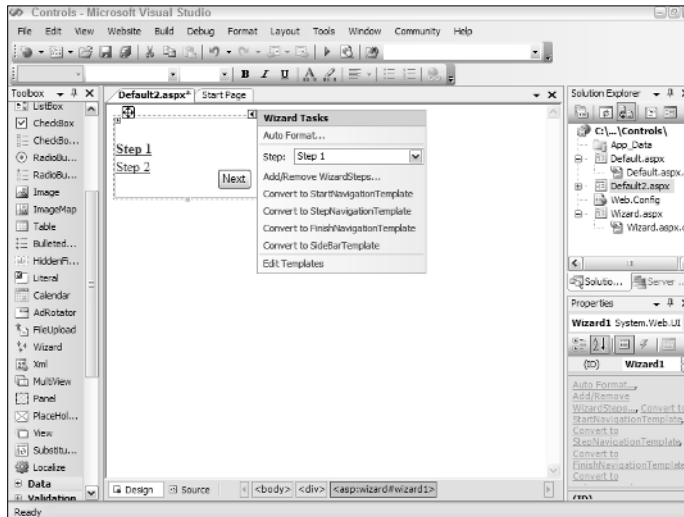 Controls - Microsoft Visual Studio
File Edit View Website Build Debug Format Layout Tools Window Community Help
B I U A
Toolbox
Default2.aspx* Start Page
Solution Explorer
ListBox
CheckBox
CheckBo...
RadioBu...
RadioBu...
Image
ImageMap
Table
Bulleted...
HiddenFi...
Literal
Calendar
AdRotator
FileUpload
Wizard
Xml
MultiView
Panel
PlaceHol...
View
Substitu...
Localize
Data
Validation
Step 1
Step 2
Next
Wizard Tasks
Auto Format...
Step: Step 1
Add/Remove WizardSteps...
Convert to StartNavigationTemplate
Convert to StepNavigationTemplate
Convert to FinishNavigationTemplate
Convert to SideBarTemplate
Edit Templates
C:\...\Controls\
App_Data
Default.aspx
Default.aspx.
Default2.aspx
Web.Config
Wizard.aspx
Wizard.aspx.c
Solutio... Server ...
Properties
Wizard1 System.Web.UI
(ID) Wizard1
Auto Format...,
Add/Remove
WizardSteps..., Convert to
StartNavigationTemplate,
Convert to
StepNavigationTemplate,
Convert to
FinishNavigationTemplate
Convert to
(ID)
Design Source <body> <div> <asp:wizard#wizard1>
Ready